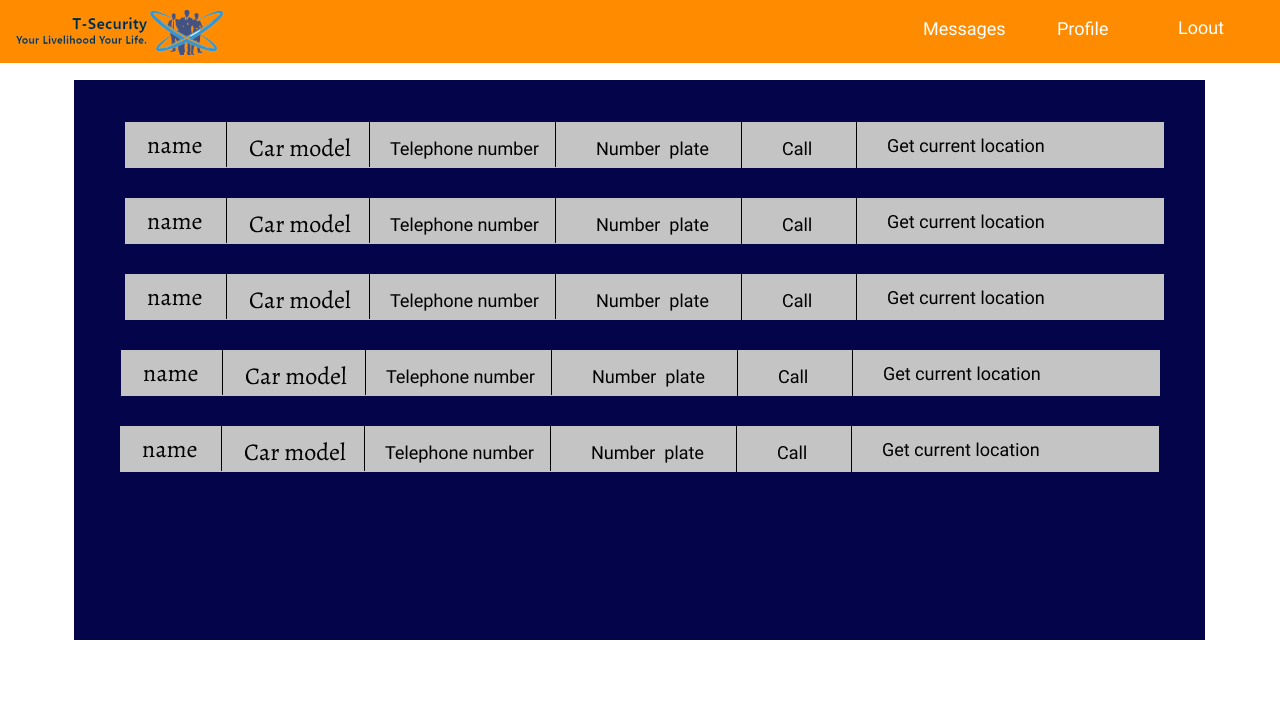 T-Security
Your Livelihood Your Life.
Messages Profile Loout
name Car model Telephone number Number plate Call Get current location
name Car model Telephone number Number plate Call Get current location
name Car model Telephone number Number plate Call Get current location
name Car model Telephone number Number plate Call Get current location
name Car model Telephone number Number plate Call Get current location